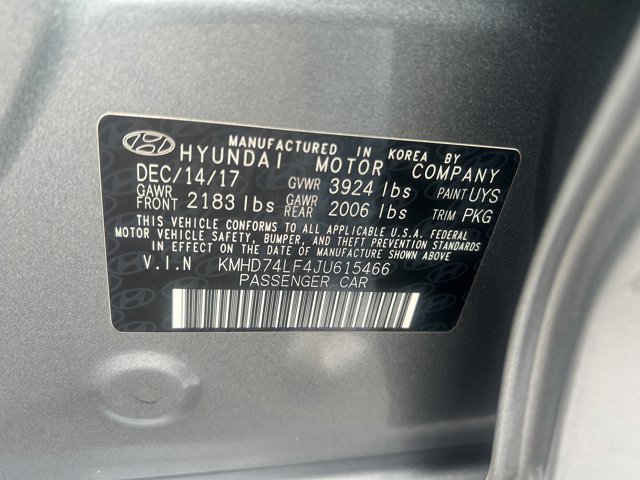 MANUFACTURED IN KOREA BY
HYUNDAI MOTOR COMPANY
DEC/14/17 GVWR 3924 lbs PAINT UYS
GAWR FRONT 2183 lbs GAWR REAR 2006 lbs TRIM PKG
THIS VEHICLE CONFORMS TO ALL APPLICABLE U.S.A. FEDERAL
MOTOR VEHICLE SAFETY, BUMPER, AND THEFT PREVENTION STANDARDS
IN EFFECT ON THE DATE OF MANUFACTURE SHOWN ABOVE
V.I.N KMHD74LF4JU615466
PASSENGER CAR